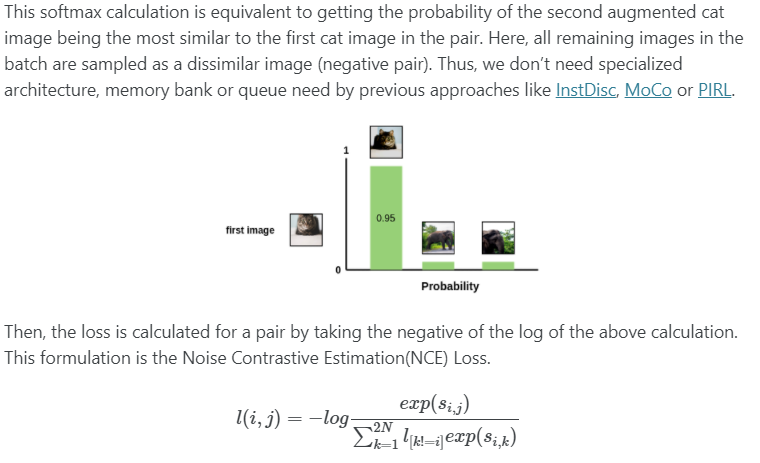 This softmax calculation is equivalent to getting the probability of the second augmented cat
image being the most similar to the first cat image in the pair. Here, all remaining images in the
batch are sampled as a dissimilar image (negative pair). Thus, we don’t need specialized
architecture, memory bank or queue need by previous approaches like InstDisc, MoCo or PIRL.
1
0.95
first image
0
Probability
Then, the loss is calculated for a pair by taking the negative of the log of the above calculation.
This formulation is the Noise Contrastive Estimation(NCE) Loss.
l(i, j) = −log exp(s_{i,j}) / ∑_{k=1}^{2N} l_{[k!=i]} exp(s_{i,k})